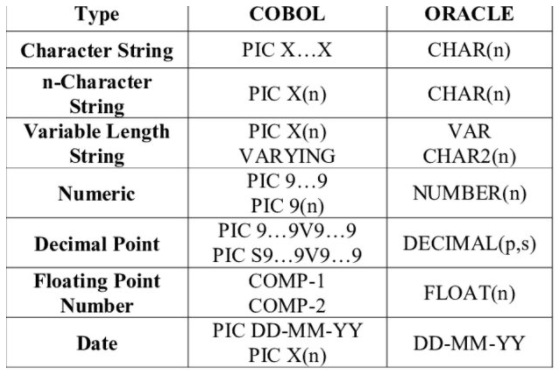 Type COBOL ORACLE
Character String PIC X…X CHAR(n)
n-Character
String PIC X(n) CHAR(n)
Variable Length
String PIC X(n)
VARYING VAR
CHAR2(n)
Numeric PIC 9…9
PIC 9(n) NUMBER(n)
Decimal Point PIC 9…9V9…9
PIC S9…9V9…9 DECIMAL(p,s)
Floating Point
Number COMP-1
COMP-2 FLOAT(n)
Date PIC DD-MM-YY
PIC X(n) DD-MM-YY